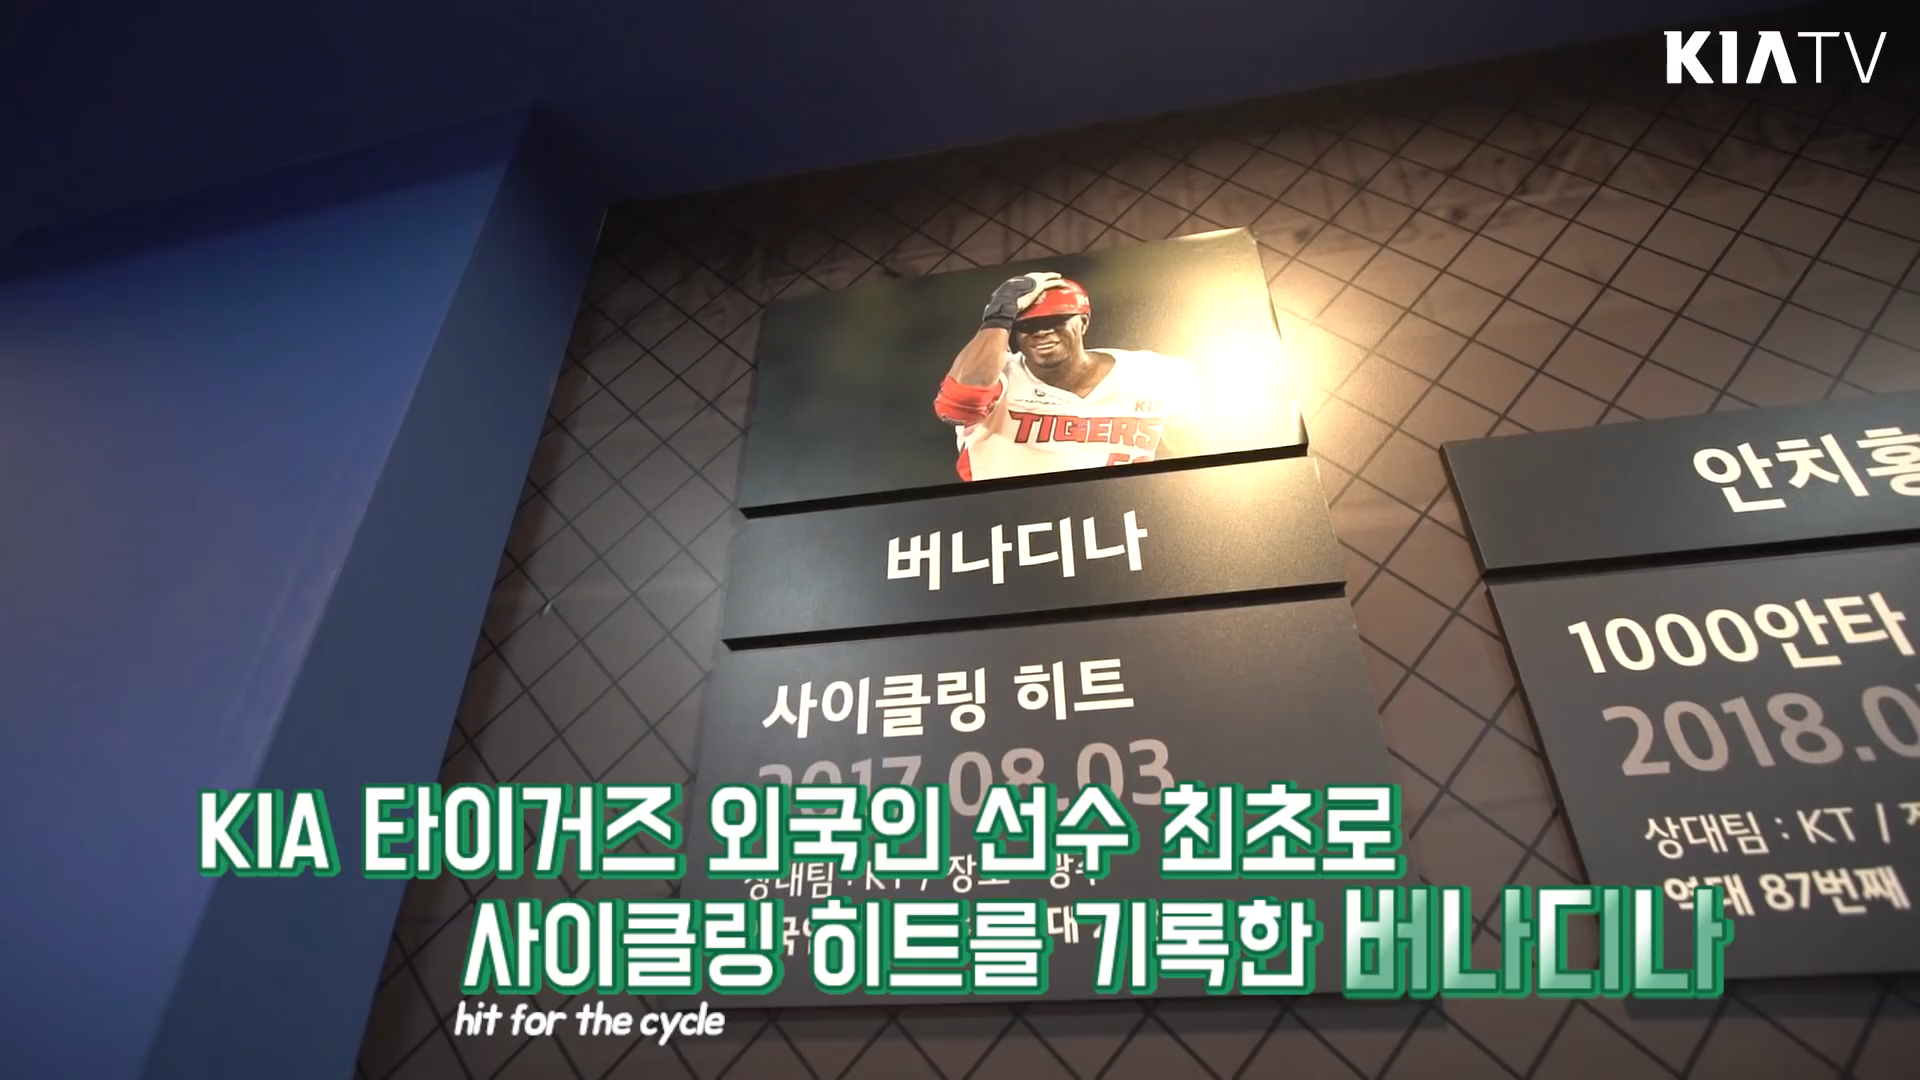 KIATV
TIGERS
버나디나
사이클링 히트
2017.08.03
안치홍
1000안타
2018.0
상대팀 : KT /
역대 87번째
KIA 타이거즈 외국인 선수 최초로
사이클링 히트를 기록한 버나디나
hit for the cycle